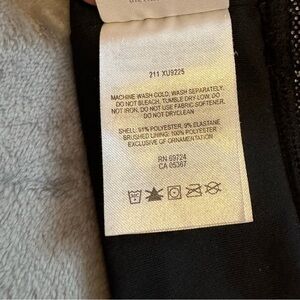 211 XU9225
MACHINE WASH COLD, WASH SEPARATELY.
DO NOT BLEACH, TUMBLE DRY LOW, DO
NOT IRON, DO NOT USE FABRIC SOFTENER,
DO NOT DRYCLEAN
SHELL: 91% POLYESTER, 9% ELASTANE
BRUSHED LINING: 100% POLYESTER
EXCLUSIVE OF ORNAMENTATION
RN 69724
CA 05367